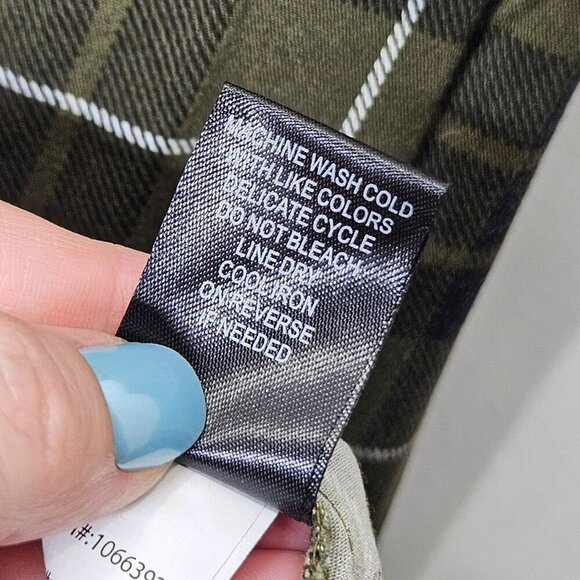 MACHINE WASH COLD
WITH LIKE COLORS
DELICATE CYCLE
DO NOT BLEACH
LINE DRY
COOL IRON
ON REVERSE
IF NEEDED